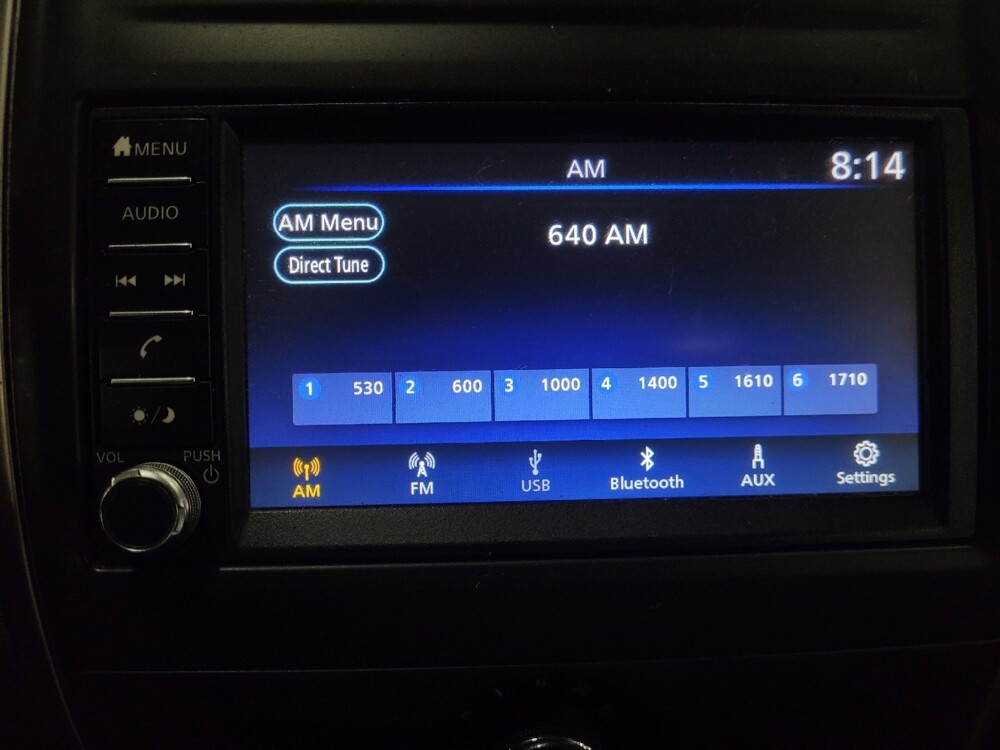 MENU
AUDIO
VOL PUSH
AM 8:14
AM Menu
640 AM
Direct Tune
1 530 2 600 3 1000 4 1400 5 1610 6 1710
AM FM USB Bluetooth AUX Settings